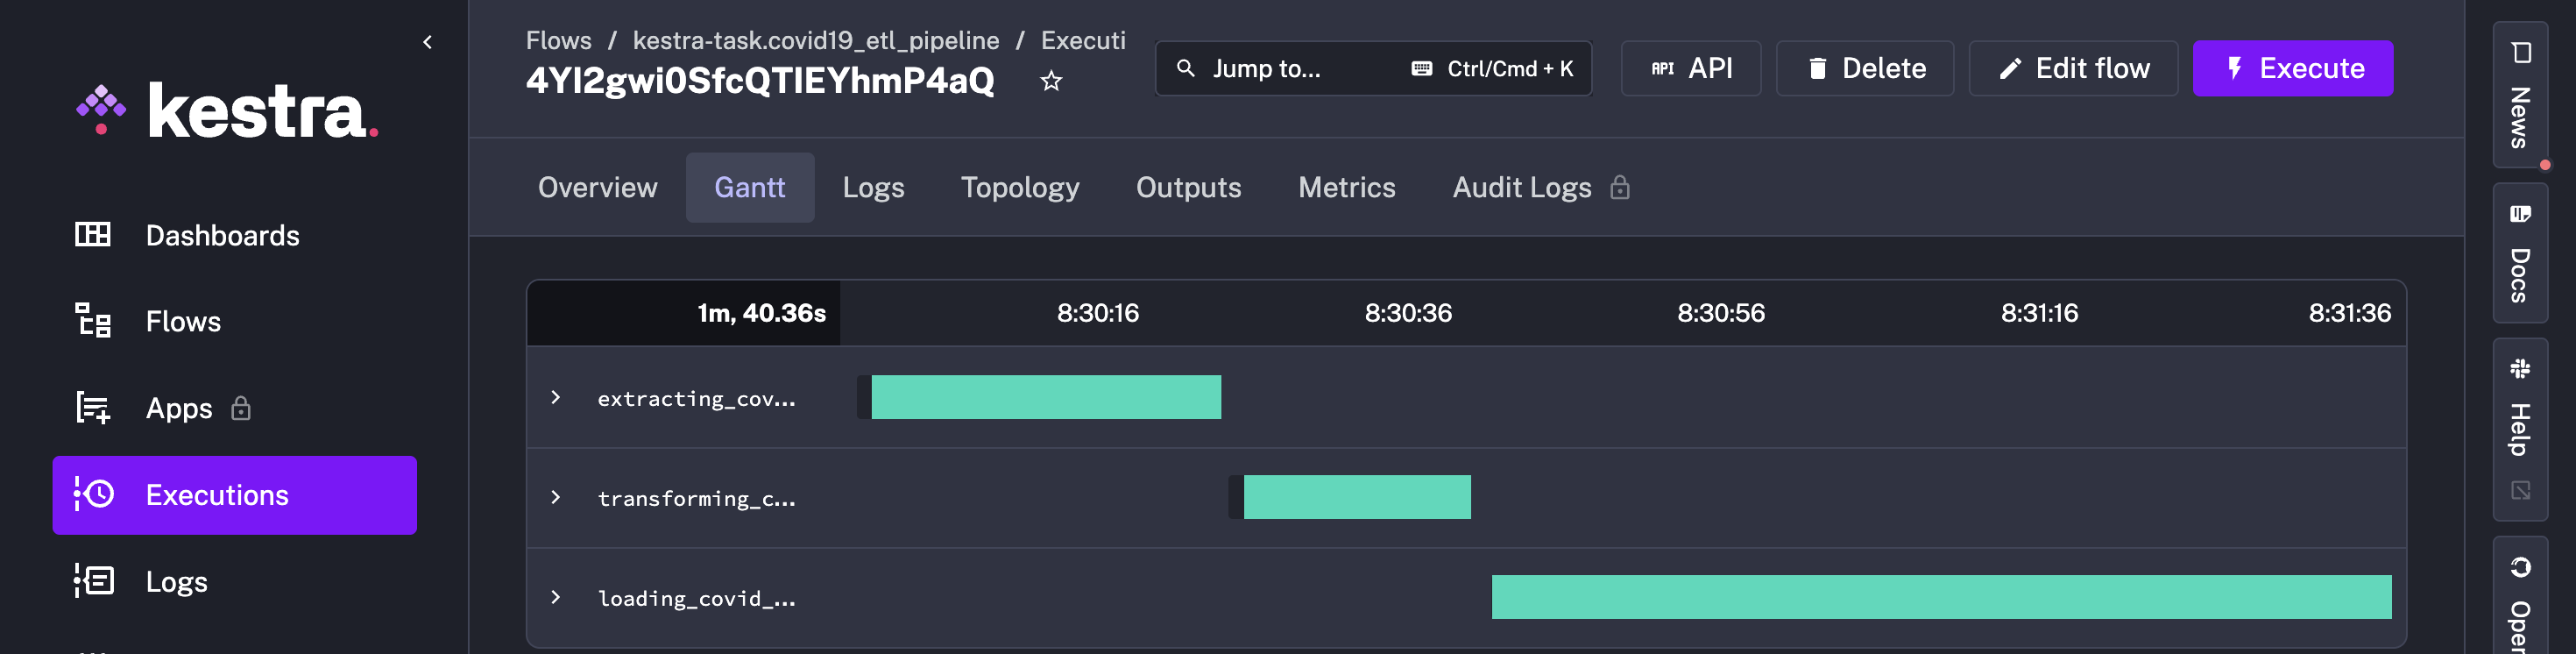 kestra.
Dashboards
Flows
Apps
Executions
Logs
Flows / kestra-task.covid19_etl_pipeline / Executi
4YI2gwi0SfcQTIEYhmP4aQ
Jump to... Ctrl/Cmd + K
API API
Delete
Edit flow
Execute
Overview Gantt Logs Topology Outputs Metrics Audit Logs
1m, 40.36s 8:30:16 8:30:36 8:30:56 8:31:16 8:31:36
extracting_cov...
transforming_c...
loading_covid_...
News
Docs
Help
Oper